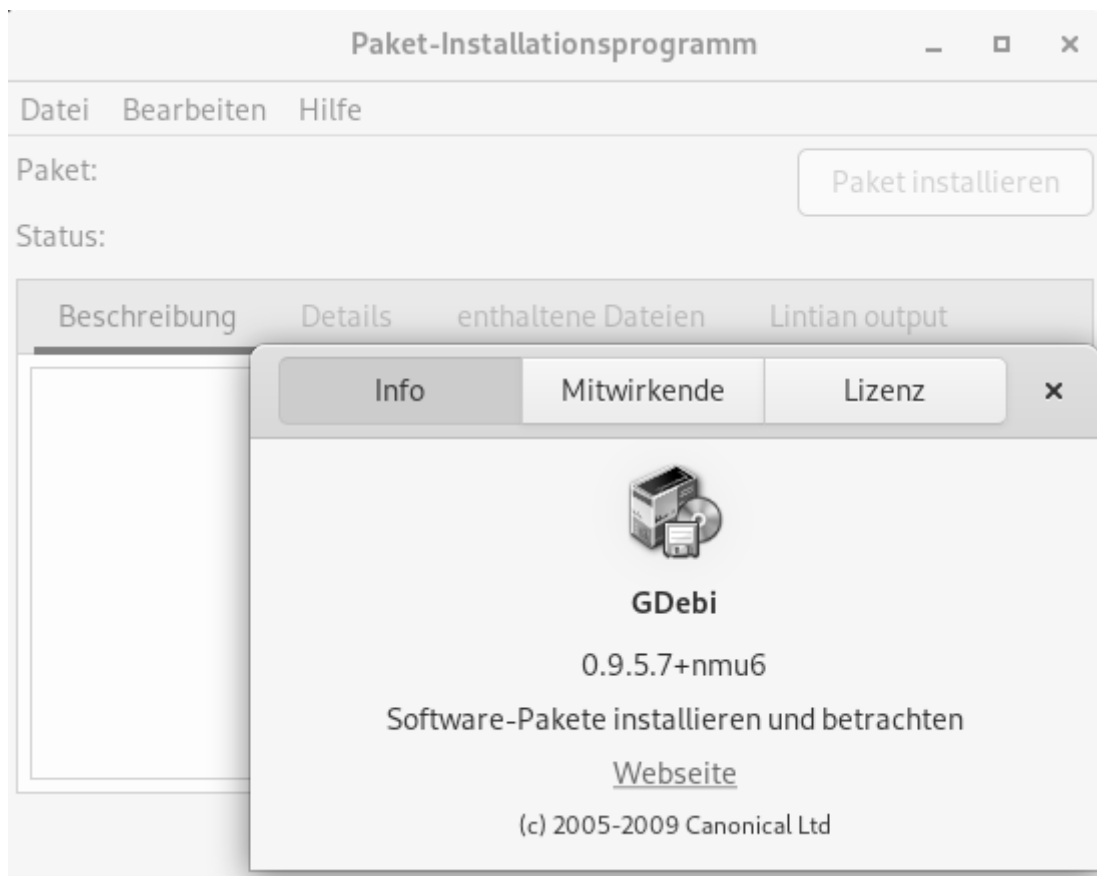 Paket-Installationsprogramm
Datei Bearbeiten Hilfe
Paket:
Paket installieren
Status:
Beschreibung Details enthaltene Dateien Lintian output
Info Mitwirkende Lizenz
GDebi
0.9.5.7+nmu6
Software-Pakete installieren und betrachten
Webseite
(c) 2005-2009 Canonical Ltd